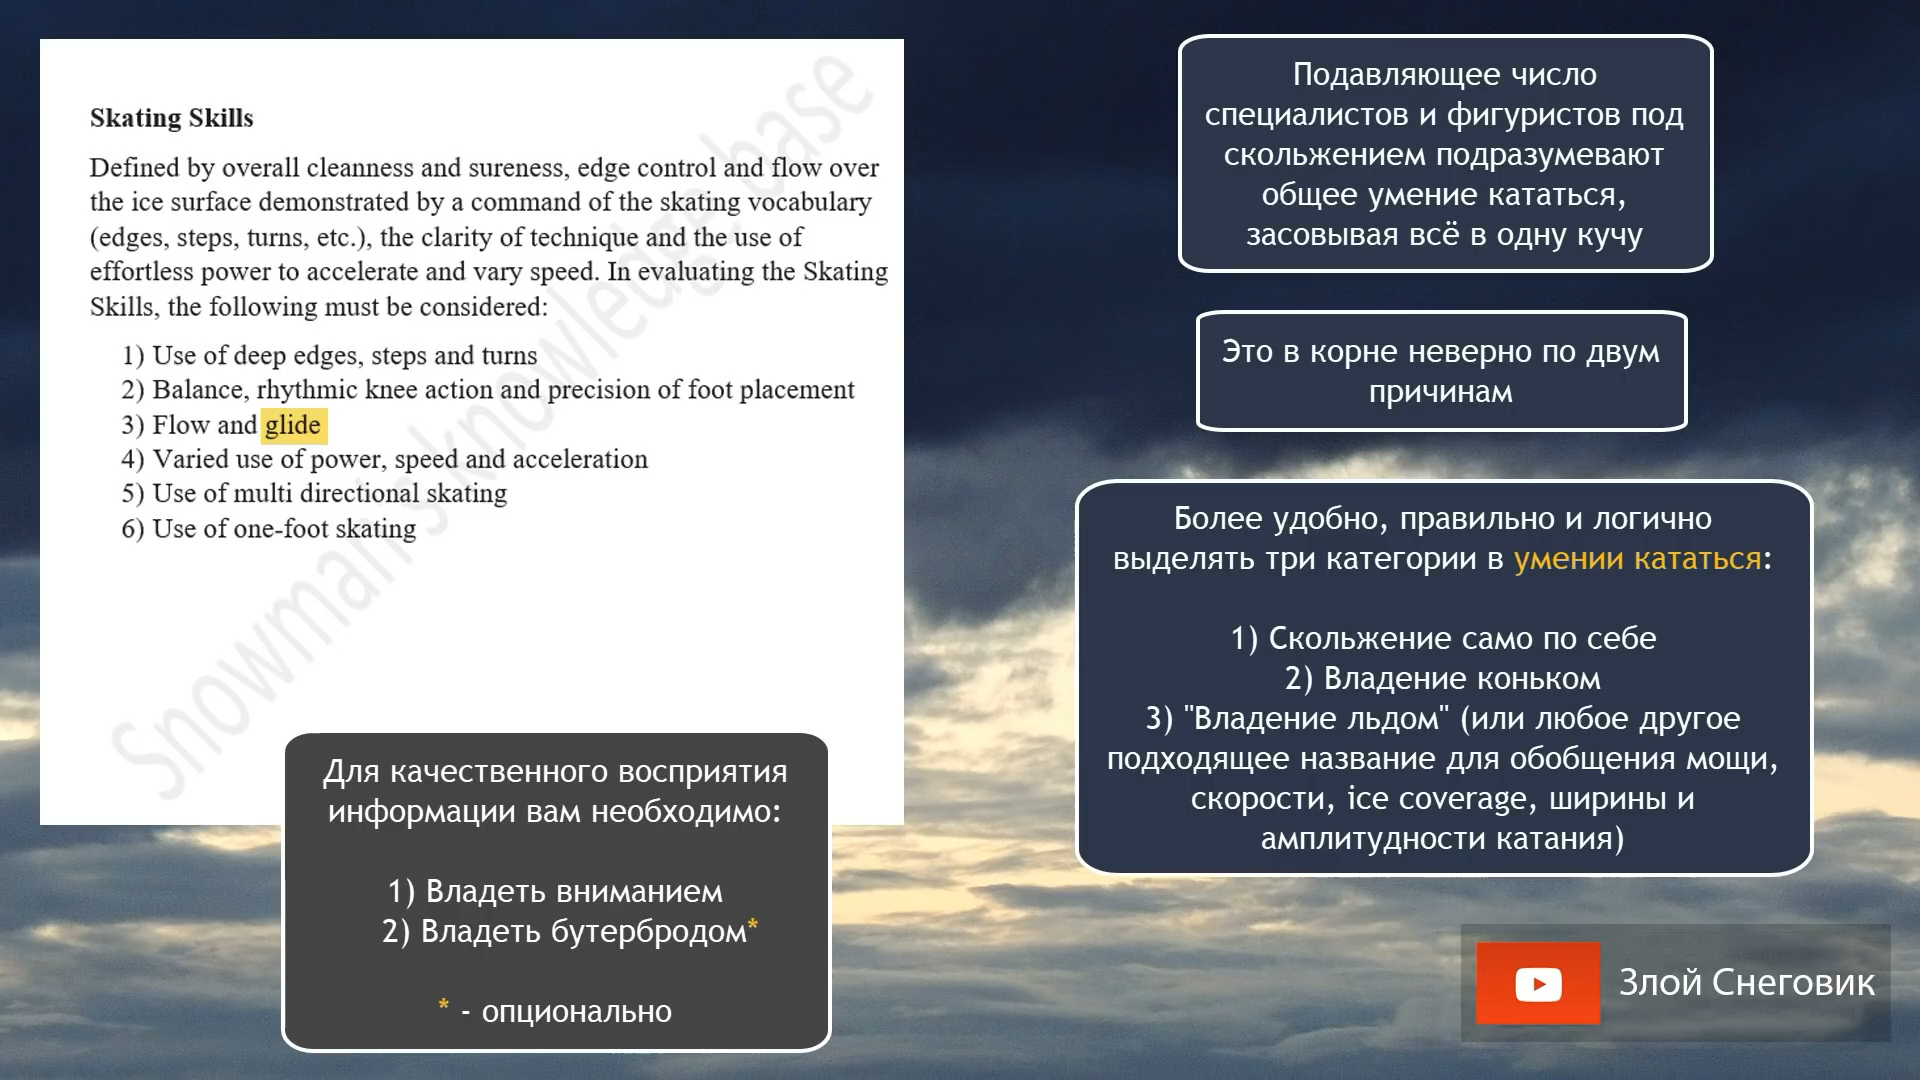 Skating Skills
Defined by overall cleanness and sureness, edge control and flow over
the ice surface demonstrated by a command of the skating vocabulary
(edges, steps, turns, etc.), the clarity of technique and the use of
effortless power to accelerate and vary speed. In evaluating the Skating
Skills, the following must be considered:
1) Use of deep edges, steps and turns
2) Balance, rhythmic knee action and precision of foot placement
3) Flow and glide
4) Varied use of power, speed and acceleration
5) Use of multi directional skating
6) Use of one-foot skating
Snowman's knowledge base
Для качественного восприятия
информации вам необходимо:
1) Владеть вниманием
2) Владеть бутербродом*
* - опционально
Подавляющее число
специалистов и фигуристов под
скольжением подразумевают
общее умение кататься,
засовывая всё в одну кучу
Это в корне неверно по двум
причинам
Более удобно, правильно и логично
выделять три категории в умении кататься:
1) Скольжение само по себе
2) Владение коньком
3) "Владение льдом" (или любое другое
подходящее название для обобщения мощи,
скорости, ice coverage, ширины и
амплитудности катания)
Злой Снеговик